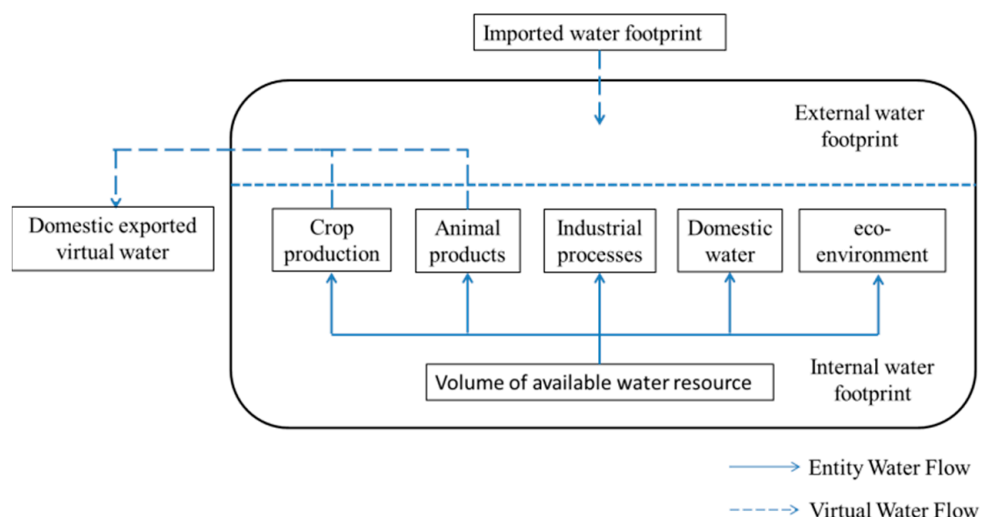 Imported water footprint
External water
footprint
Domestic exported
virtual water
Crop
production
Animal
products
Industrial
processes
Domestic
water
eco-
environment
Volume of available water resource
Internal water
footprint
Entity Water Flow
Virtual Water Flow